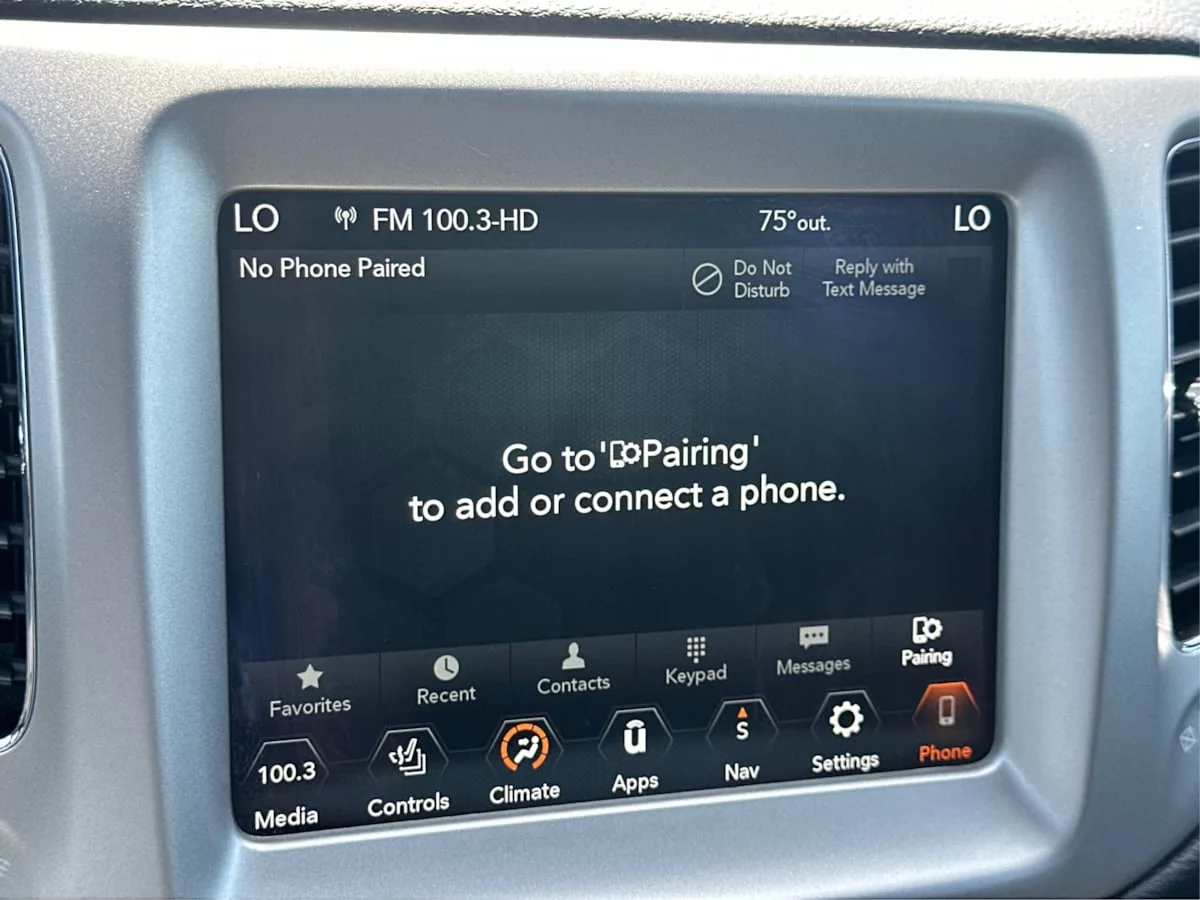 LO FM 100.3-HD 75°out. LO
No Phone Paired
Do Not
Disturb
Reply with
Text Message
Go to 'Pairing'
to add or connect a phone.
Favorites Recent Contacts Keypad Messages Pairing
100.3
S
Media Controls Climate Apps Nav Settings Phone